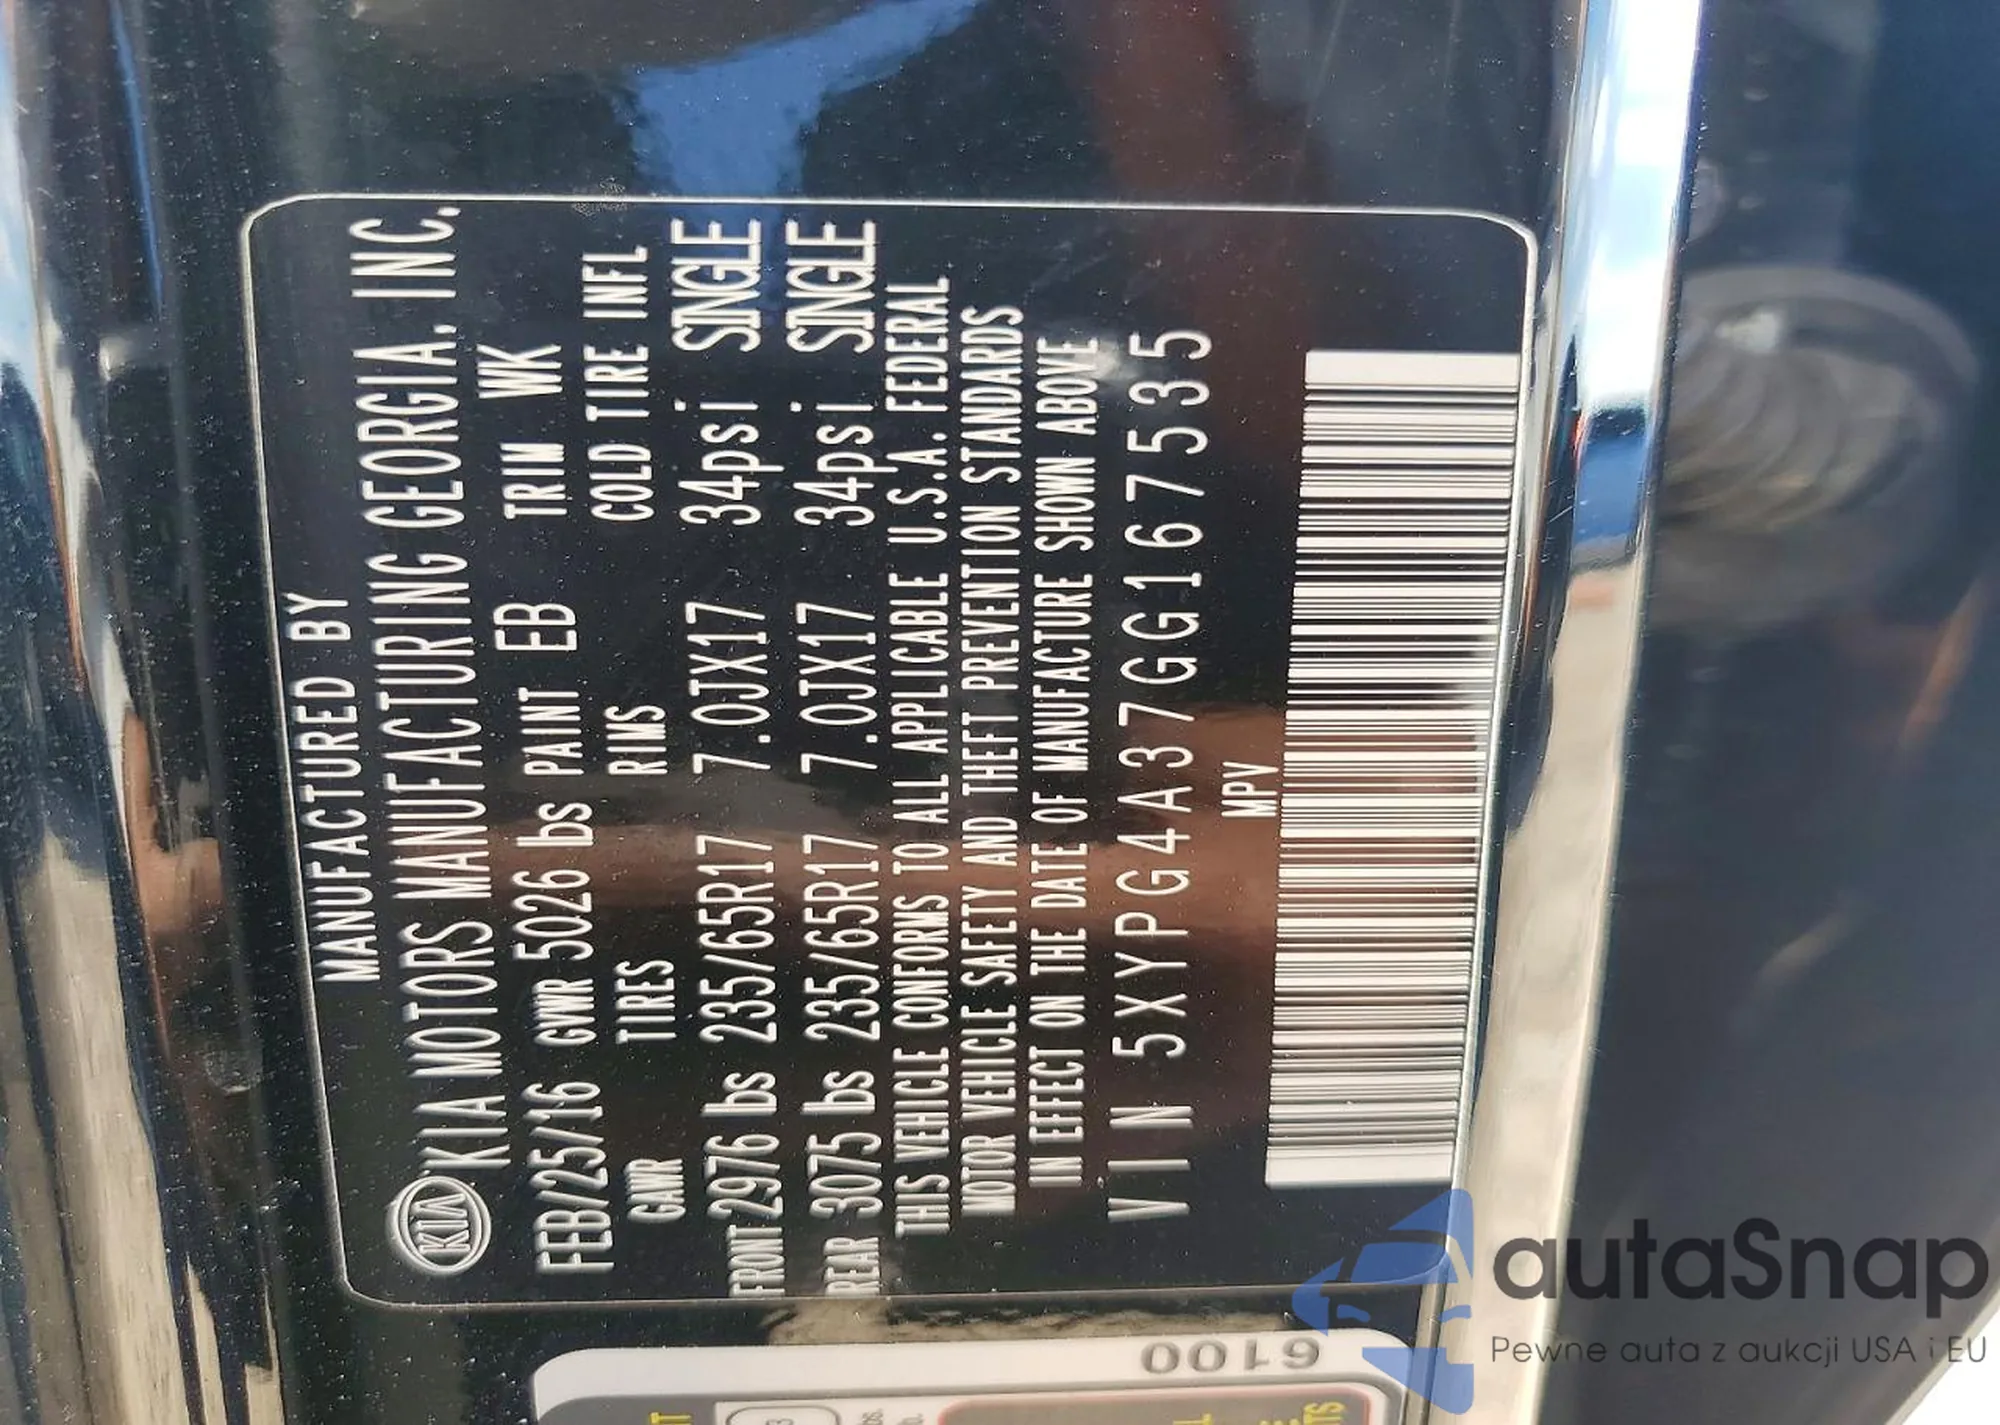 MANUFACTURED BY
KIA KIA MOTORS MANUFACTURING GEORGIA. INC.
FEB/25/16 GVWR 5026 lbs PAINT EB TRIM WK
GAWR TIRES RIMS COLD TIRE INFL
FRONT 2976 lbs 235/65R17 7.0JX17 34psi SINGLE
REAR 3075 lbs 235/65R17 7.0JX17 34psi SINGLE
THIS VEHICLE CONFORMS TO ALL APPLICABLE U.S.A. FEDERAL
MOTOR VEHICLE SAFETY AND THEFT PREVENTION STANDARDS
IN EFFECT ON THE DATE OF MANUFACTURE SHOWN ABOVE
VIN 5XYPG4A37GG167535
MPV
6100
autaSnap
Pewne auta z aukcji USA i EU